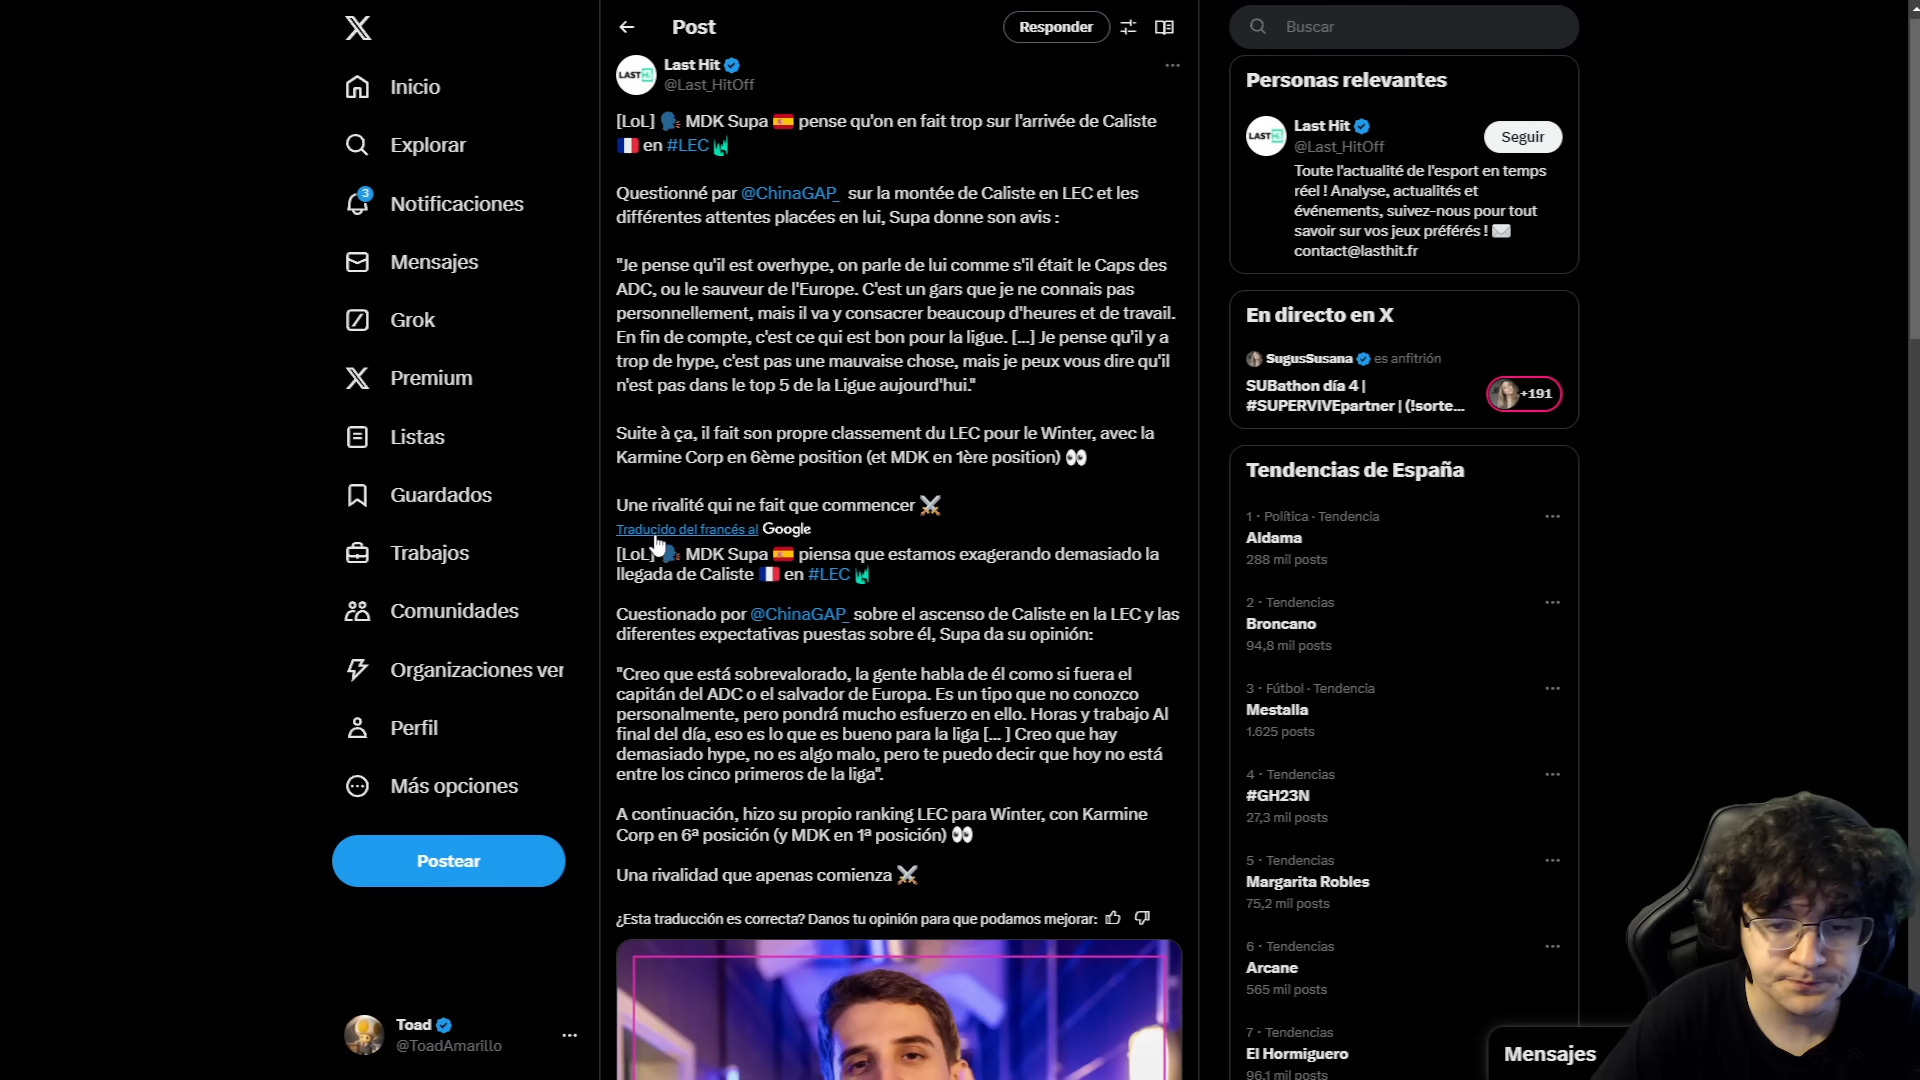 Inicio
Explorar
3
Notificaciones
Mensajes
Grok
Premium
Listas
Guardados
Trabajos
Comunidades
Organizaciones ver
Perfil
Más opciones
Postear
Toad
@ToadAmarillo
Post
Responder
LAST
Last Hit
@Last_HitOff
[LoL] 🗣️ MDK Supa 🇪🇸 pense qu'on en fait trop sur l'arrivée de Caliste
🇫🇷 en #LEC
Questionné par @ChinaGAP_ sur la montée de Caliste en LEC et les
différentes attentes placées en lui, Supa donne son avis :
"Je pense qu'il est overhype, on parle de lui comme s'il était le Caps des
ADC, ou le sauveur de l'Europe. C'est un gars que je ne connais pas
personnellement, mais il va y consacrer beaucoup d'heures et de travail.
En fin de compte, c'est ce qui est bon pour la ligue. [...] Je pense qu'il y a
trop de hype, c'est pas une mauvaise chose, mais je peux vous dire qu'il
n'est pas dans le top 5 de la Ligue aujourd'hui."
Suite à ça, il fait son propre classement du LEC pour le Winter, avec la
Karmine Corp en 6ème position (et MDK en 1ère position) 👀
Une rivalité qui ne fait que commencer ⚔️
Traducido del francés al Google
[LoL] 🗣️ MDK Supa 🇪🇸 piensa que estamos exagerando demasiado la
llegada de Caliste 🇫🇷 en #LEC
Cuestionado por @ChinaGAP_ sobre el ascenso de Caliste en la LEC y las
diferentes expectativas puestas sobre él, Supa da su opinión:
"Creo que está sobrevalorado, la gente habla de él como si fuera el
capitán del ADC o el salvador de Europa. Es un tipo que no conozco
personalmente, pero pondrá mucho esfuerzo en ello. Horas y trabajo Al
final del día, eso es lo que es bueno para la liga [... ] Creo que hay
demasiado hype, no es algo malo, pero te puedo decir que hoy no está
entre los cinco primeros de la liga".
A continuación, hizo su propio ranking LEC para Winter, con Karmine
Corp en 6ª posición (y MDK en 1ª posición) 👀
Una rivalidad que apenas comienza ⚔️
¿Esta traducción es correcta? Danos tu opinión para que podamos mejorar:
Buscar
Personas relevantes
LAST
Last Hit
@Last_HitOff
Seguir
Toute l'actualité de l'esport en temps
réel ! Analyse, actualités et
événements, suivez-nous pour tout
savoir sur vos jeux préférés ! ✉️
contact@lasthit.fr
En directo en X
SugusSusana es anfitrión
SUBathon día 4 |
#SUPERVIVEpartner | (!sorte...
+191
Tendencias de España
1 · Política · Tendencia
Aldama
288 mil posts
2 · Tendencias
Broncano
94,8 mil posts
3 · Fútbol · Tendencia
Mestalla
1.625 posts
4 · Tendencias
#GH23N
27,3 mil posts
5 · Tendencias
Margarita Robles
75,2 mil posts
6 · Tendencias
Arcane
565 mil posts
7 · Tendencias
El Hormiguero
96,1 mil posts
Mensajes